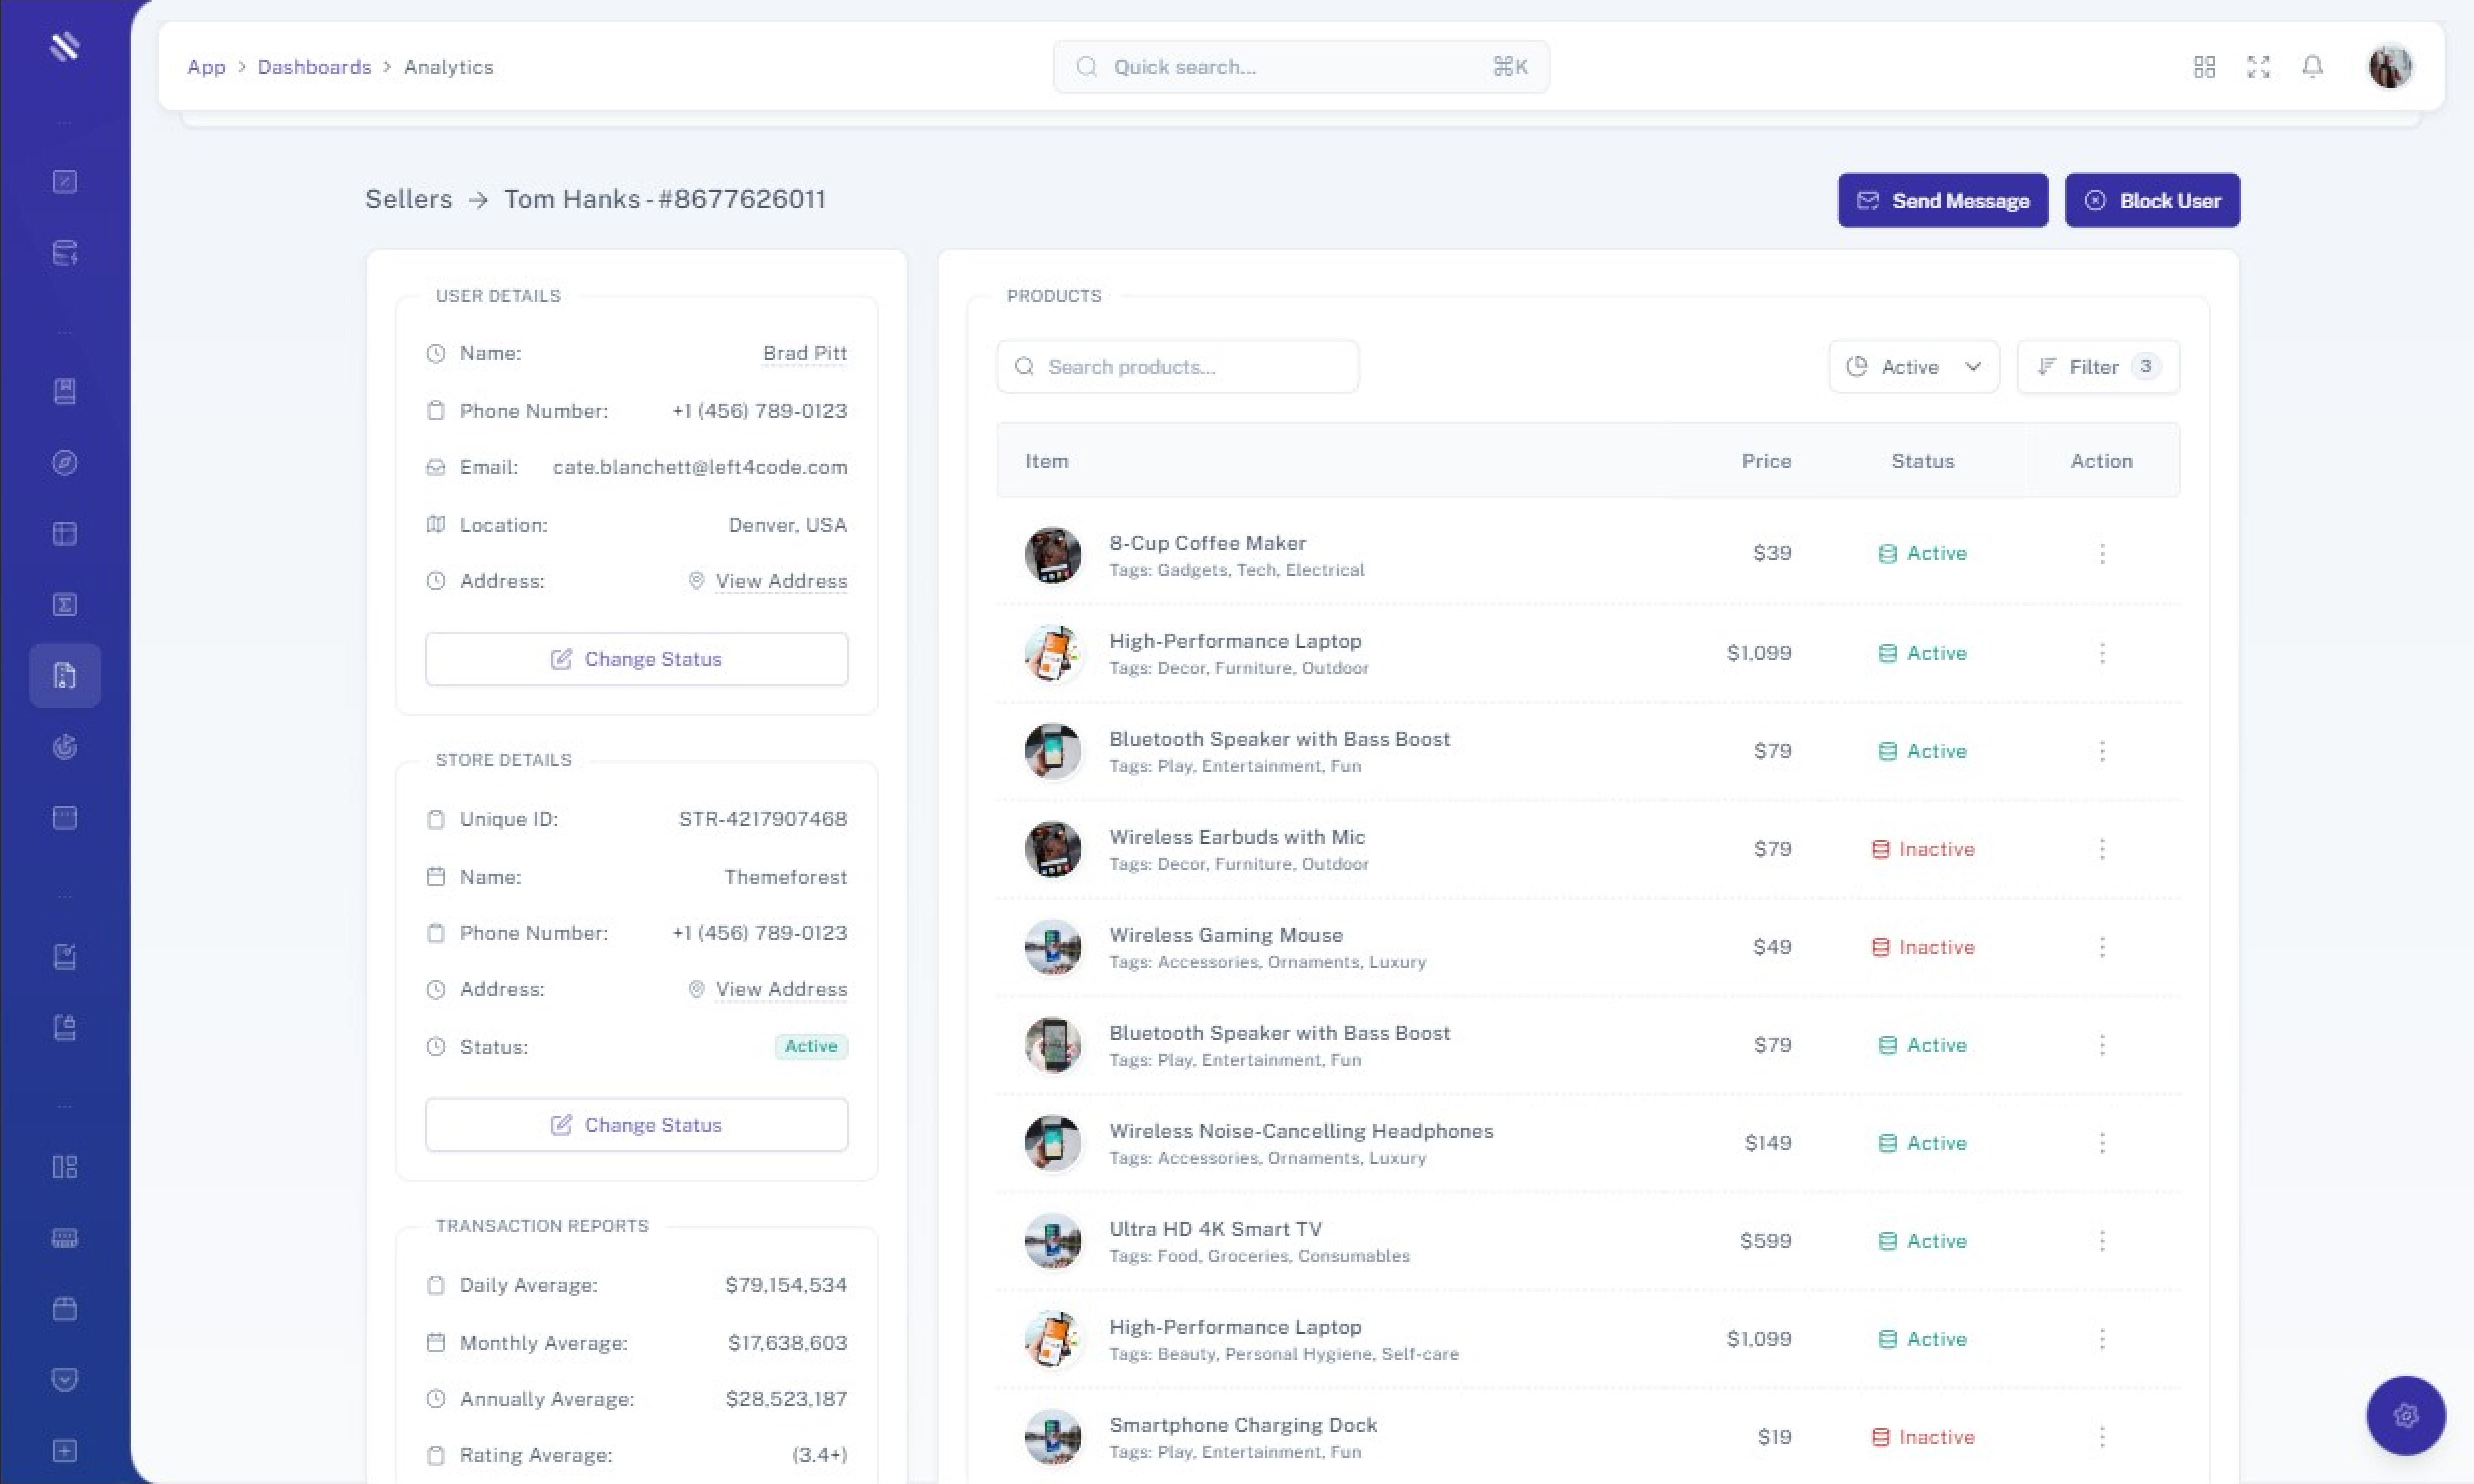 App > Dashboards > Analytics
Quick search... ⌘K
Sellers → Tom Hanks - #8677626011
Send Message
Block User
USER DETAILS
Name: Brad Pitt
Phone Number: +1 (456) 789-0123
Email: cate.blanchett@left4code.com
Location: Denver, USA
Address: View Address
Change Status
STORE DETAILS
Unique ID: STR-4217907468
Name: Themeforest
Phone Number: +1 (456) 789-0123
Address: View Address
Status: Active
Change Status
TRANSACTION REPORTS
Daily Average: $79,154,534
Monthly Average: $17,638,603
Annually Average: $28,523,187
Rating Average: (3.4+)
PRODUCTS
Search products...
Active
Filter 3
Item Price Status Action
8-Cup Coffee Maker
Tags: Gadgets, Tech, Electrical
$39 Active
High-Performance Laptop
Tags: Decor, Furniture, Outdoor
$1,099 Active
Bluetooth Speaker with Bass Boost
Tags: Play, Entertainment, Fun
$79 Active
Wireless Earbuds with Mic
Tags: Decor, Furniture, Outdoor
$79 Inactive
Wireless Gaming Mouse
Tags: Accessories, Ornaments, Luxury
$49 Inactive
Bluetooth Speaker with Bass Boost
Tags: Play, Entertainment, Fun
$79 Active
Wireless Noise-Cancelling Headphones
Tags: Accessories, Ornaments, Luxury
$149 Active
Ultra HD 4K Smart TV
Tags: Food, Groceries, Consumables
$599 Active
High-Performance Laptop
Tags: Beauty, Personal Hygiene, Self-care
$1,099 Active
Smartphone Charging Dock
Tags: Play, Entertainment, Fun
$19 Inactive